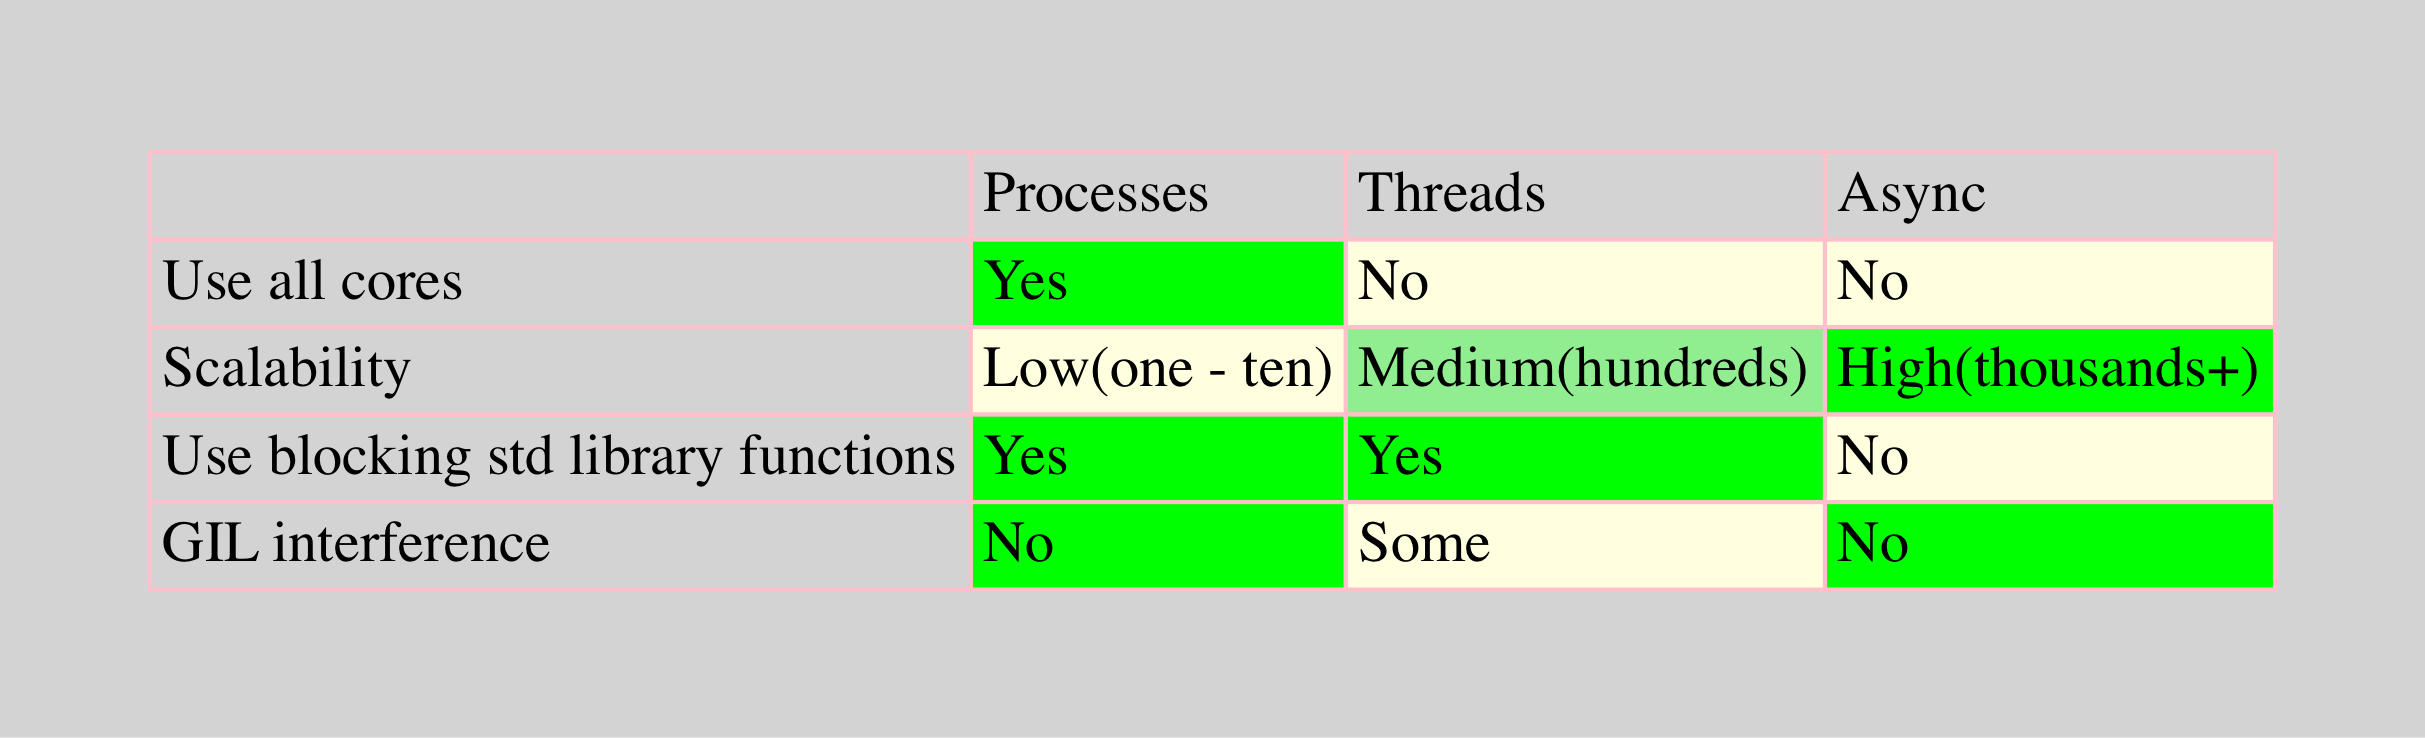 Processes Threads Async
Use all cores Yes No No
Scalability Low(one - ten) Medium(hundreds) High(thousands+)
Use blocking std library functions Yes Yes No
GIL interference No Some No